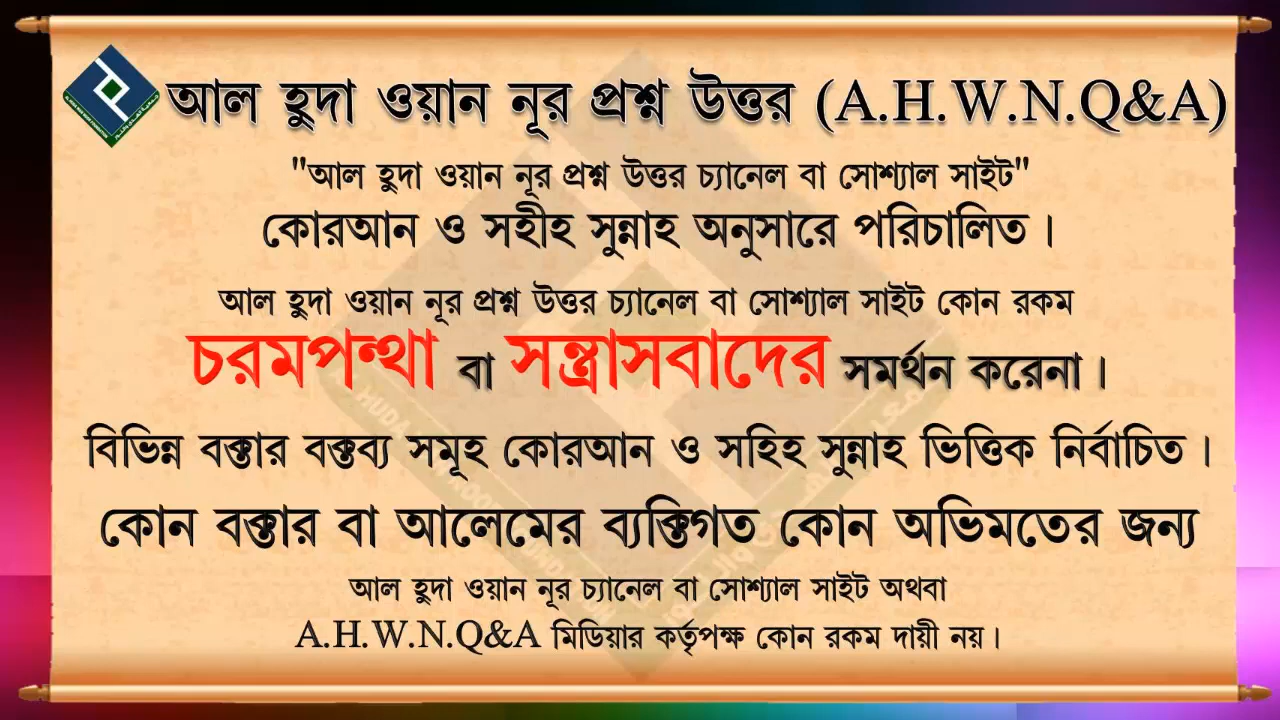 আল হুদা ওয়ান নূর প্রশ্ন উত্তর (A.H.W.N.Q&A)
"আল হুদা ওয়ান নূর প্রশ্ন উত্তর চ্যানেল বা সোশ্যাল সাইট"
কোরআন ও সহীহ সুন্নাহ অনুসারে পরিচালিত।
আল হুদা ওয়ান নূর প্রশ্ন উত্তর চ্যানেল বা সোশ্যাল সাইট কোন রকম
চরমপন্থা বা সন্ত্রাসবাদের সমর্থন করেনা।
বিভিন্ন বক্তার বক্তব্য সমূহ কোরআন ও সহিহ সুন্নাহ ভিত্তিক নির্বাচিত।
কোন বক্তার বা আলেমের ব্যক্তিগত কোন অভিমতের জন্য
আল হুদা ওয়ান নূর চ্যানেল বা সোশ্যাল সাইট অথবা
A.H.W.N.Q&A মিডিয়ার কর্তৃপক্ষ কোন রকম দায়ী নয়।